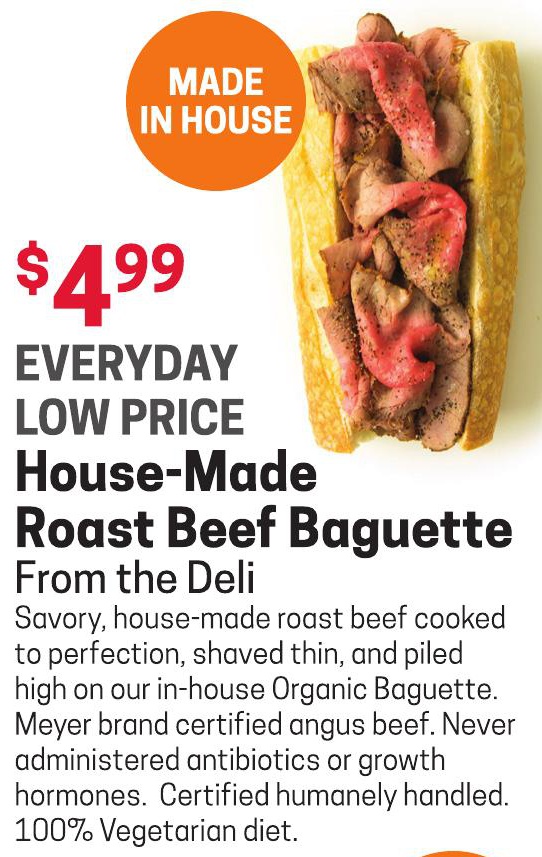 MADE
IN HOUSE
$4.99
EVERYDAY
LOW PRICE
House-Made
Roast Beef Baguette
From the Deli
Savory, house-made roast beef cooked
to perfection, shaved thin, and piled
high on our in-house Organic Baguette.
Meyer brand certified angus beef. Never
administered antibiotics or growth
hormones.  Certified humanely handled.
100% Vegetarian diet.